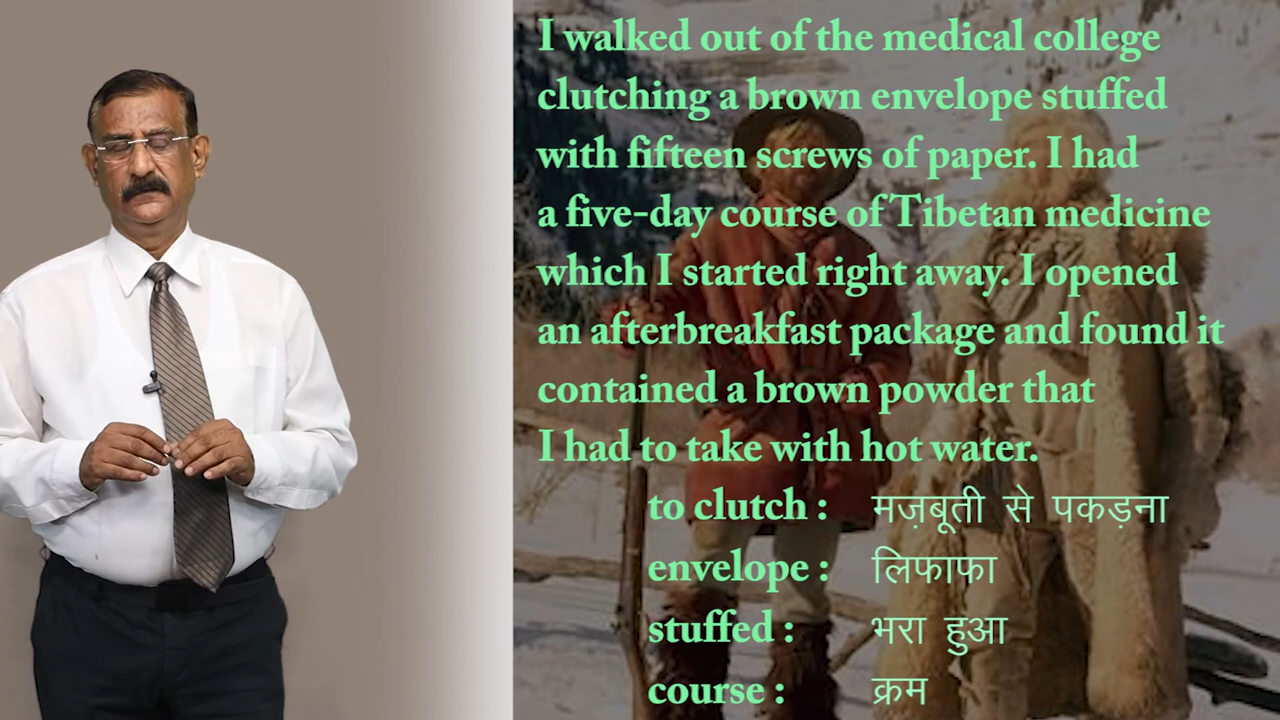 I walked out of the medical college
clutching a brown envelope stuffed
with fifteen screws of paper. I had
a five-day course of Tibetan medicine
which I started right away. I opened
an afterbreakfast package and found it
contained a brown powder that
I had to take with hot water.
to clutch : मज़बूती से पकड़ना
envelope : लिफाफा
stuffed : भरा हुआ
course : क्रम